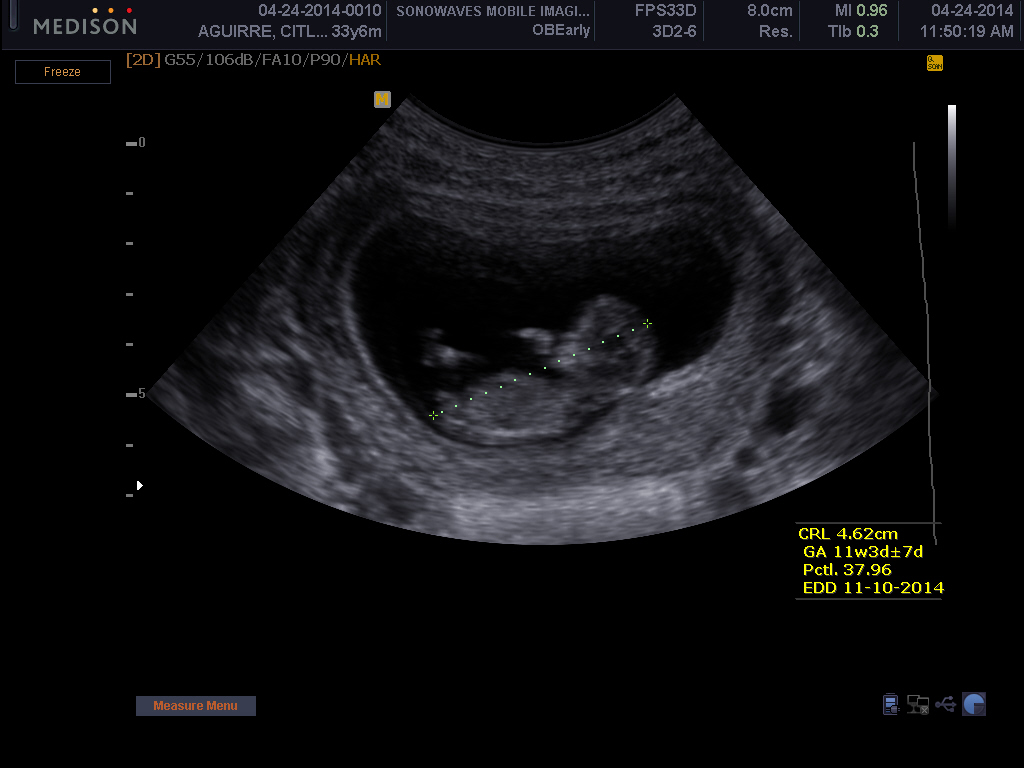 MEDISON
04-24-2014-0010
AGUIRRE, CITL... 33y6m
SONOWAVES MOBILE IMAGI...
OBEarly
FPS33D
3D2-6
8.0cm
Res.
MI 0.96
TIb 0.3
04-24-2014
11:50:19 AM
Freeze
[2D] G55/106dB/FA10/P90/HAR
M
0
5
CRL 4.62cm
GA 11w3d±7d
Pctl. 37.96
EDD 11-10-2014
Measure Menu